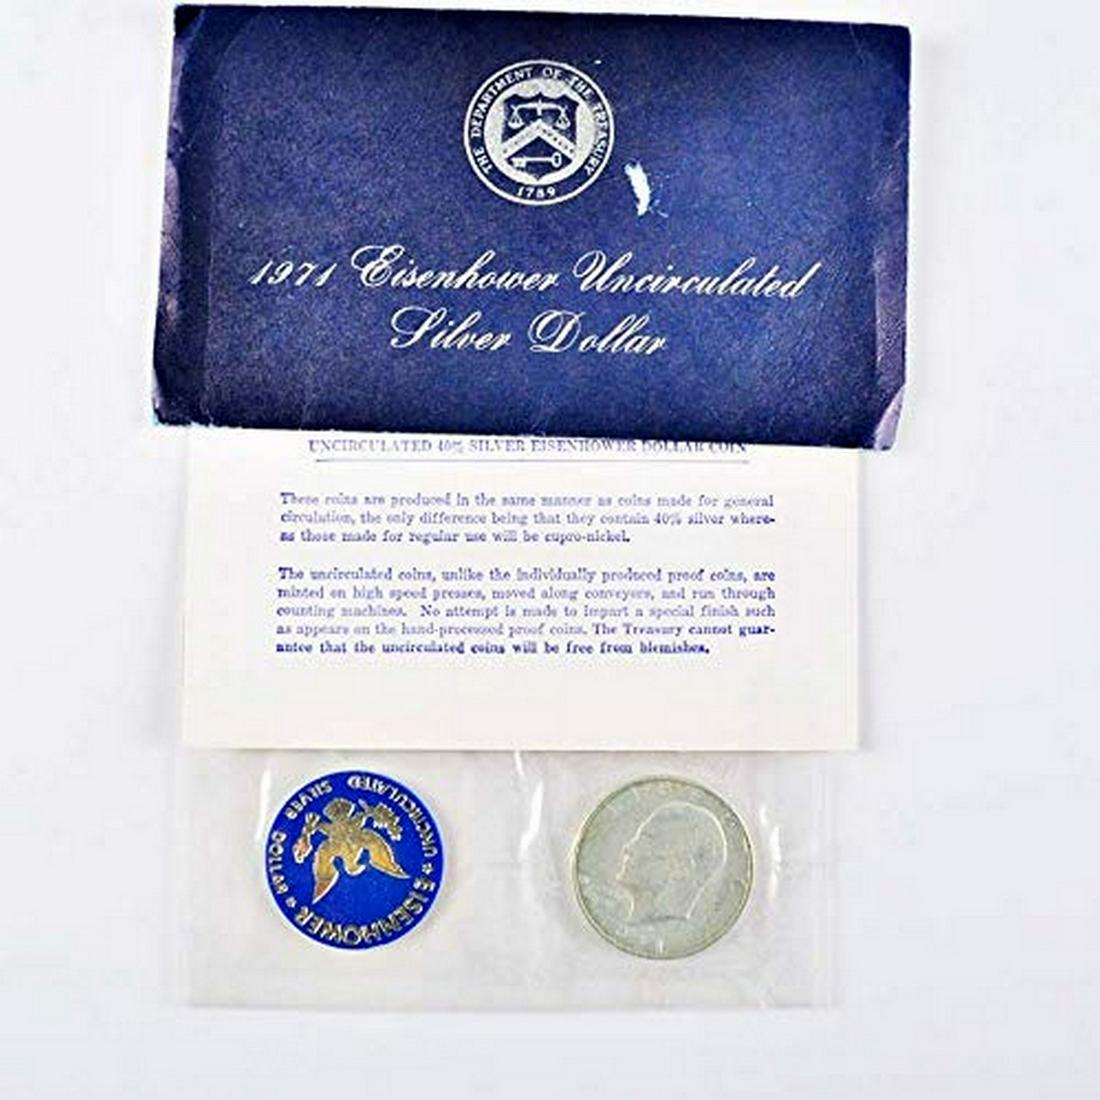 THE DEPARTMENT OF THE TREASURY
1789
1971 Eisenhower Uncirculated
Silver Dollar
UNCIRCULATED 40% SILVER EISENHOWER DOLLAR COIN
These coins are produced in the same manner as coins made for general
circulation, the only difference being that they contain 40% silver where-
as those made for regular use will be cupro-nickel.
The uncirculated coins, unlike the individually produced proof coins, are
minted on high speed presses, moved along conveyors, and run through
counting machines. No attempt is made to impart a special finish such
as appears on the hand-processed proof coins. The Treasury cannot guar-
antee that the uncirculated coins will be free from blemishes.
EISENHOWER
UNCIRCULATED SILVER DOLLAR